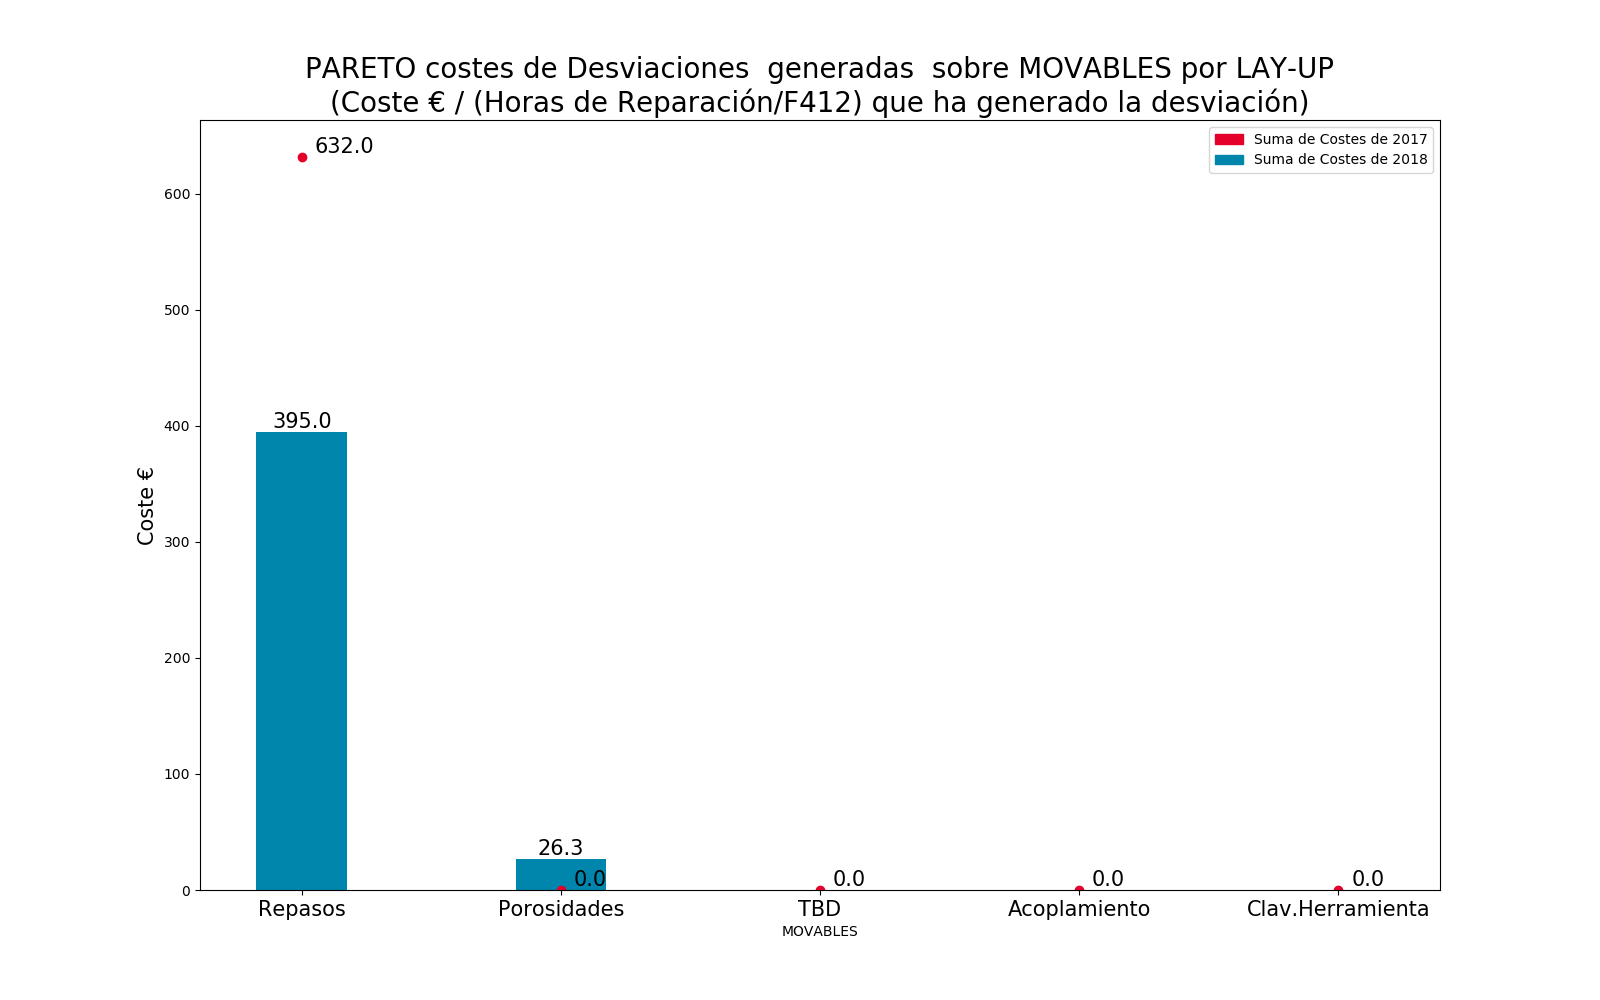 PARETO costes de Desviaciones  generadas  sobre MOVABLES por LAY-UP
(Coste € / (Horas de Reparación/F412) que ha generado la desviación)
632.0
Suma de Costes de 2017
Suma de Costes de 2018
600
500
400
300
200
100
0
Coste €
395.0
26.3
0.0
0.0
0.0
0.0
Repasos
Porosidades
TBD
Acoplamiento
Clav.Herramienta
MOVABLES